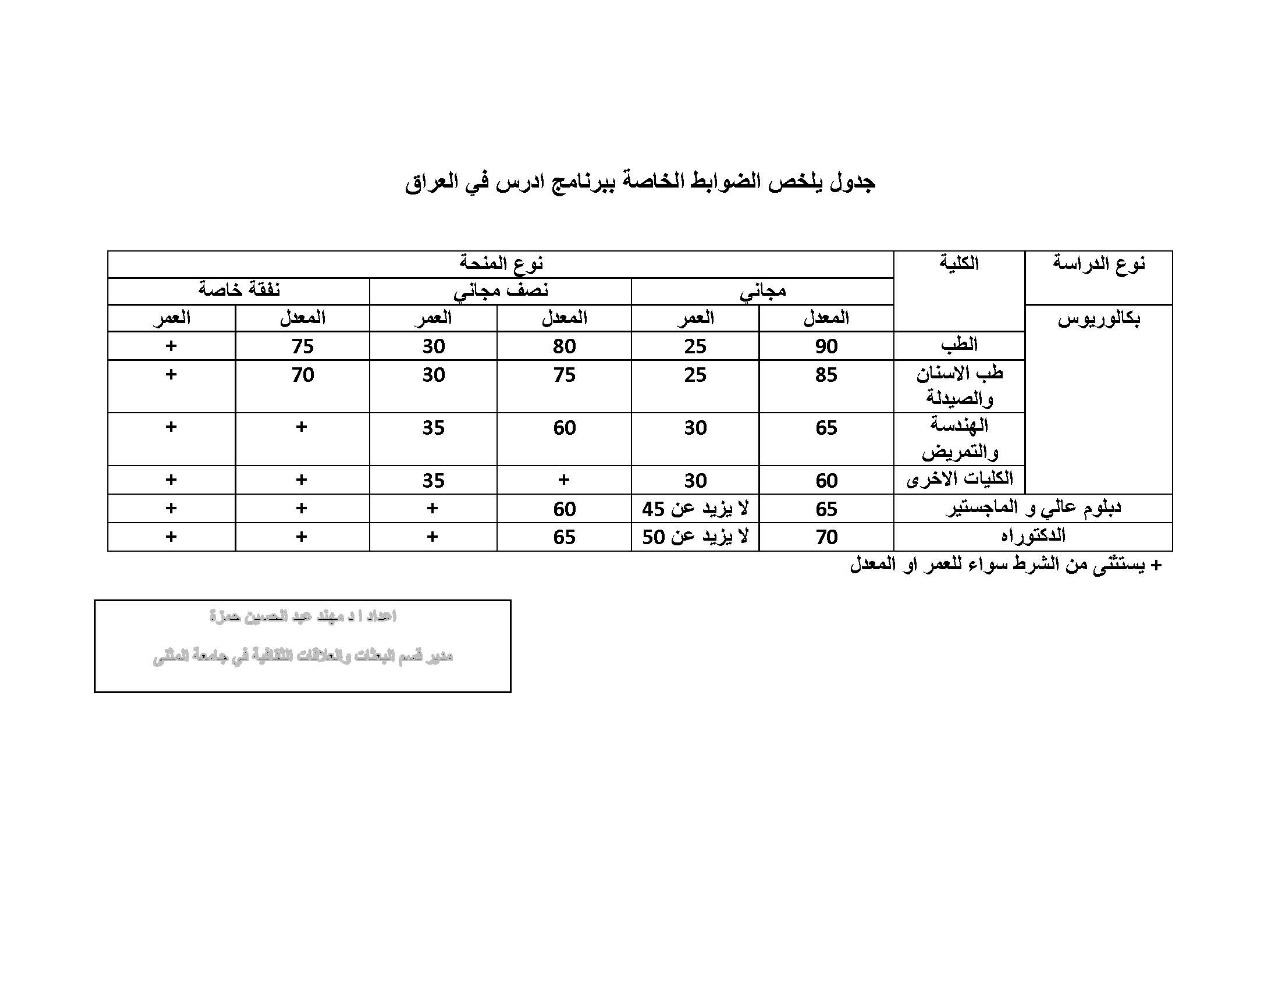 جدول يلخص الضوابط الخاصة ببرنامج ادرس في العراق
نوع الدراسة الكلية نوع المنحة
مجاني نصف مجاني نفقة خاصة
بكالوريوس المعدل العمر المعدل العمر المعدل العمر
الطب 90 25 80 30 75 +
طب الاسنان 85 25 75 30 70 +
والصيدلة
الهندسة 65 30 60 35 + +
والتمريض
الكليات الاخرى 60 30 + 35 + +
دبلوم عالي و الماجستير 65 لا يزيد عن 45 60 + + +
الدكتوراه 70 لا يزيد عن 50 65 + + +
+ يستثنى من الشرط سواء للعمر او المعدل
اعداد ا د مهند عبد الحسين حمزة
مدير قسم البعثات والعلاقات الثقافية في جامعة المثنى